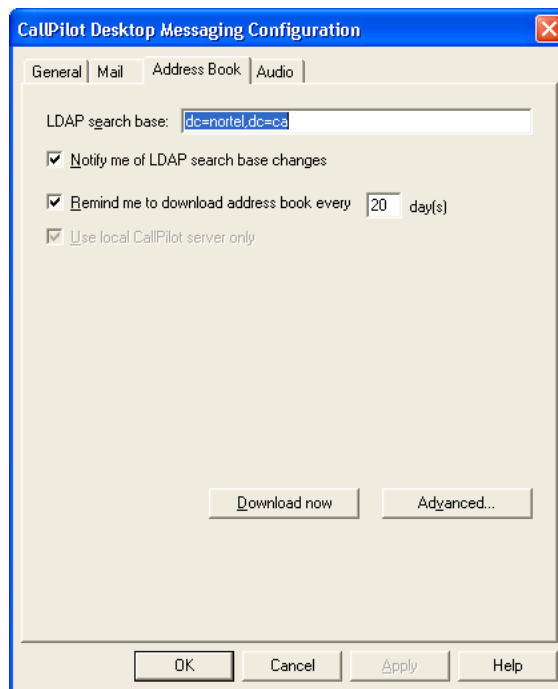 CallPilot Desktop Messaging Configuration
General Mail Address Book Audio
LDAP search base: dc=nortel,dc=ca
Notify me of LDAP search base changes
Remind me to download address book every 20 day(s)
Use local CallPilot server only
Download now Advanced...
OK Cancel Apply Help